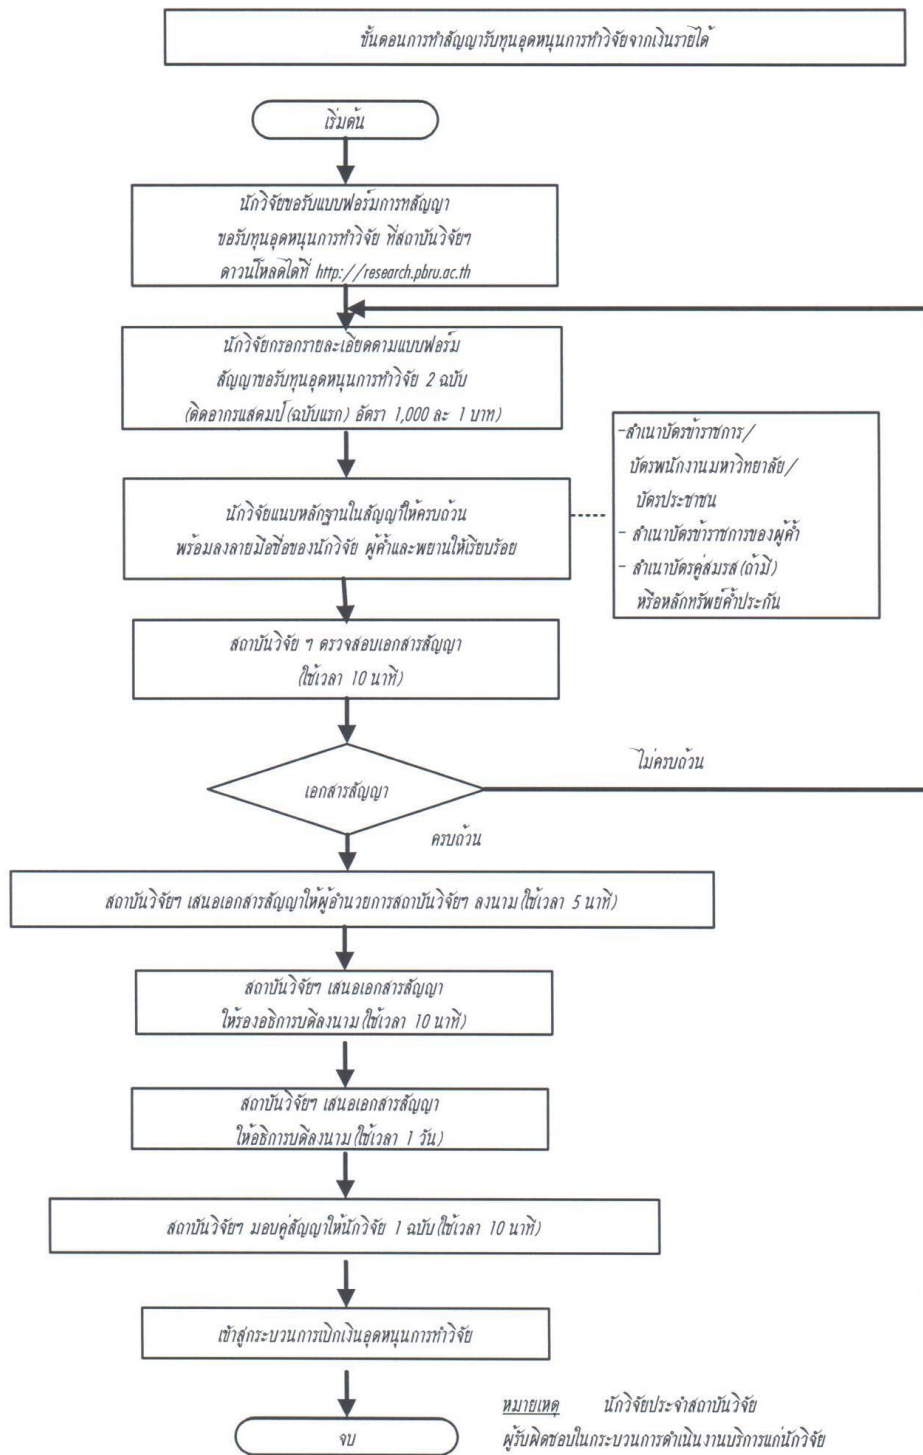 ขั้นตอนการทำสัญญารับทุนอุดหนุนการทำวิจัยจากเงินรายได้
เริ่มต้น
นักวิจัยขอรับแบบฟอร์มการทสัญญา
ขอรับทุนอุดหนุนการทำวิจัย ที่สถาบันวิจัยฯ
ดาวน์โหลดได้ที่ http://research.pbru.ac.th
นักวิจัยกรอกรายละเอียดตามแบบฟอร์ม
สัญญาขอรับทุนอุดหนุนการทำวิจัย 2 ฉบับ
(ติดอากรแสตมป์(ฉบับแรก) อัตรา 1,000 ละ 1 บาท)
นักวิจัยแนบหลักฐานในสัญญาให้ครบถ้วน
พร้อมลงลายมือชื่อของนักวิจัย ผู้ค้ำและพยานให้เรียบร้อย
-สำเนาบัตรข้าราชการ/
บัตรพนักงานมหาวิทยาลัย/
บัตรประชาชน
- สำเนาบัตรข้าราชการของผู้ค้ำ
- สำเนาบัตรคู่สมรส(ถ้ามี)
หรือหลักทรัพย์ค้ำประกัน
สถาบันวิจัย ฯ ตรวจสอบเอกสารสัญญา
(ใช้เวลา 10 นาที)
เอกสารสัญญา
ไม่ครบถ้วน
ครบถ้วน
สถาบันวิจัยฯ เสนอเอกสารสัญญาให้ผู้อำนวยการสถาบันวิจัยฯ ลงนาม(ใช้เวลา 5 นาที)
สถาบันวิจัยฯ เสนอเอกสารสัญญา
ให้รองอธิการบดีลงนาม(ใช้เวลา 10 นาที)
สถาบันวิจัยฯ เสนอเอกสารสัญญา
ให้อธิการบดีลงนาม(ใช้เวลา 1 วัน)
สถาบันวิจัยฯ มอบคู่สัญญาให้นักวิจัย 1 ฉบับ(ใช้เวลา 10 นาที)
เข้าสู่กระบวนการเบิกเงินอุดหนุนการทำวิจัย
จบ
หมายเหตุ นักวิจัยประจำสถาบันวิจัย
ผู้รับผิดชอบในกระบวนการดำเนินงานบริการแก่นักวิจัย